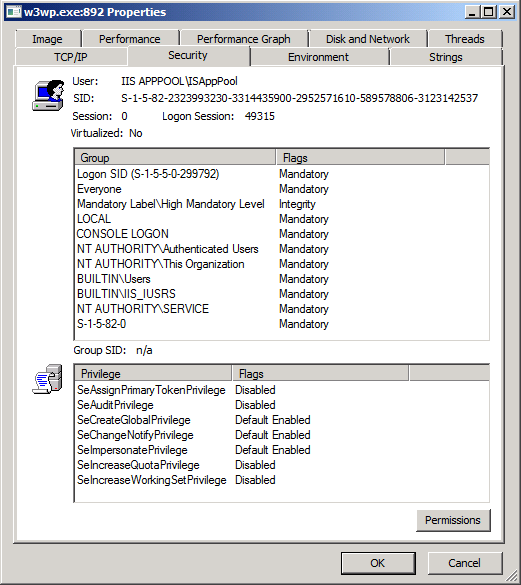 w3wp.exe:892 Properties
Image Performance Performance Graph Disk and Network Threads
TCP/IP Security Environment Strings
User: IIS APPPOOL\ISAppPool
SID: S-1-5-82-2323993230-3314435900-2952571610-589578806-3123142537
Session: 0 Logon Session: 49315
Virtualized: No
Group Flags
Logon SID (S-1-5-5-0-299792) Mandatory
Everyone Mandatory
Mandatory Label\High Mandatory Level Integrity
LOCAL Mandatory
CONSOLE LOGON Mandatory
NT AUTHORITY\Authenticated Users Mandatory
NT AUTHORITY\This Organization Mandatory
BUILTIN\Users Mandatory
BUILTIN\IIS_IUSRS Mandatory
NT AUTHORITY\SERVICE Mandatory
S-1-5-82-0 Mandatory
Group SID: n/a
Privilege Flags
SeAssignPrimaryTokenPrivilege Disabled
SeAuditPrivilege Disabled
SeCreateGlobalPrivilege Default Enabled
SeChangeNotifyPrivilege Default Enabled
SeImpersonatePrivilege Default Enabled
SeIncreaseQuotaPrivilege Disabled
SeIncreaseWorkingSetPrivilege Disabled
Permissions
OK Cancel